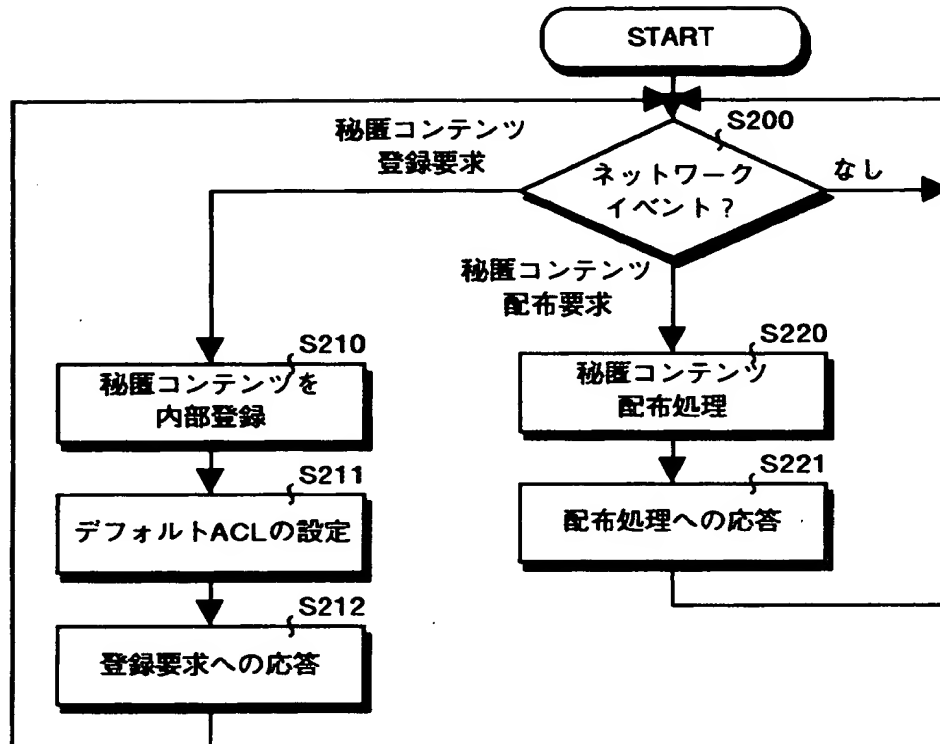 START
S200
秘匿コンテンツ
登録要求
ネットワーク
イベント?
なし
秘匿コンテンツ
配布要求
S210
秘匿コンテンツを
内部登録
S220
秘匿コンテンツ
配布処理
S211
デフォルトACLの設定
S221
配布処理への応答
S212
登録要求への応答